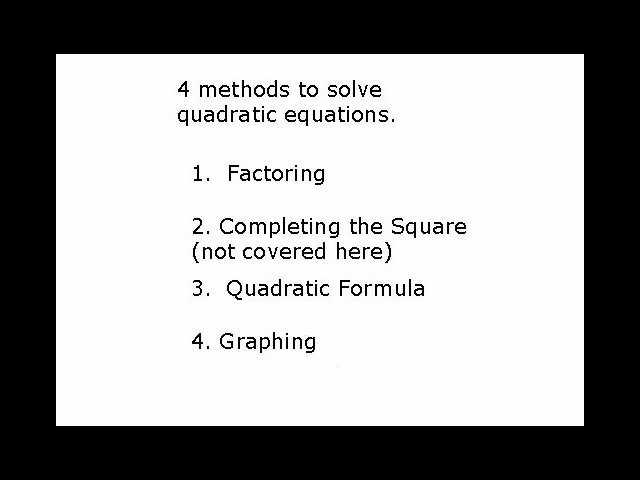 4 methods to solve
quadratic equations.
1. Factoring
2. Completing the Square
(not covered here)
3. Quadratic Formula
4. Graphing